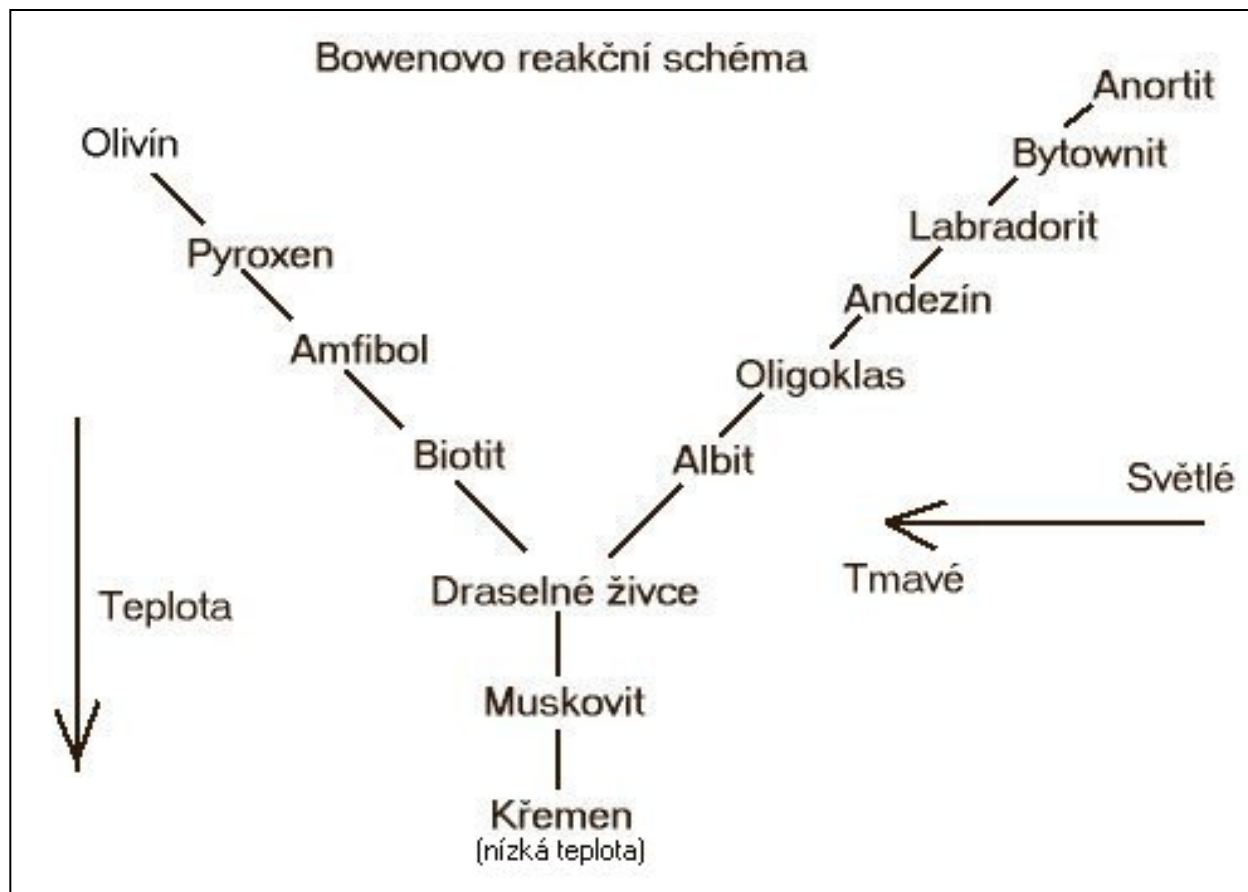 Bowenovo reakční schéma
Anortit
Olivín
Bytownit
Labradorit
Pyroxen
Andezín
Amfibol
Oligoklas
Biotit
Albit
Světlé
Tmavé
Draselné živce
Teplota
Muskovit
Křemen
(nízká teplota)